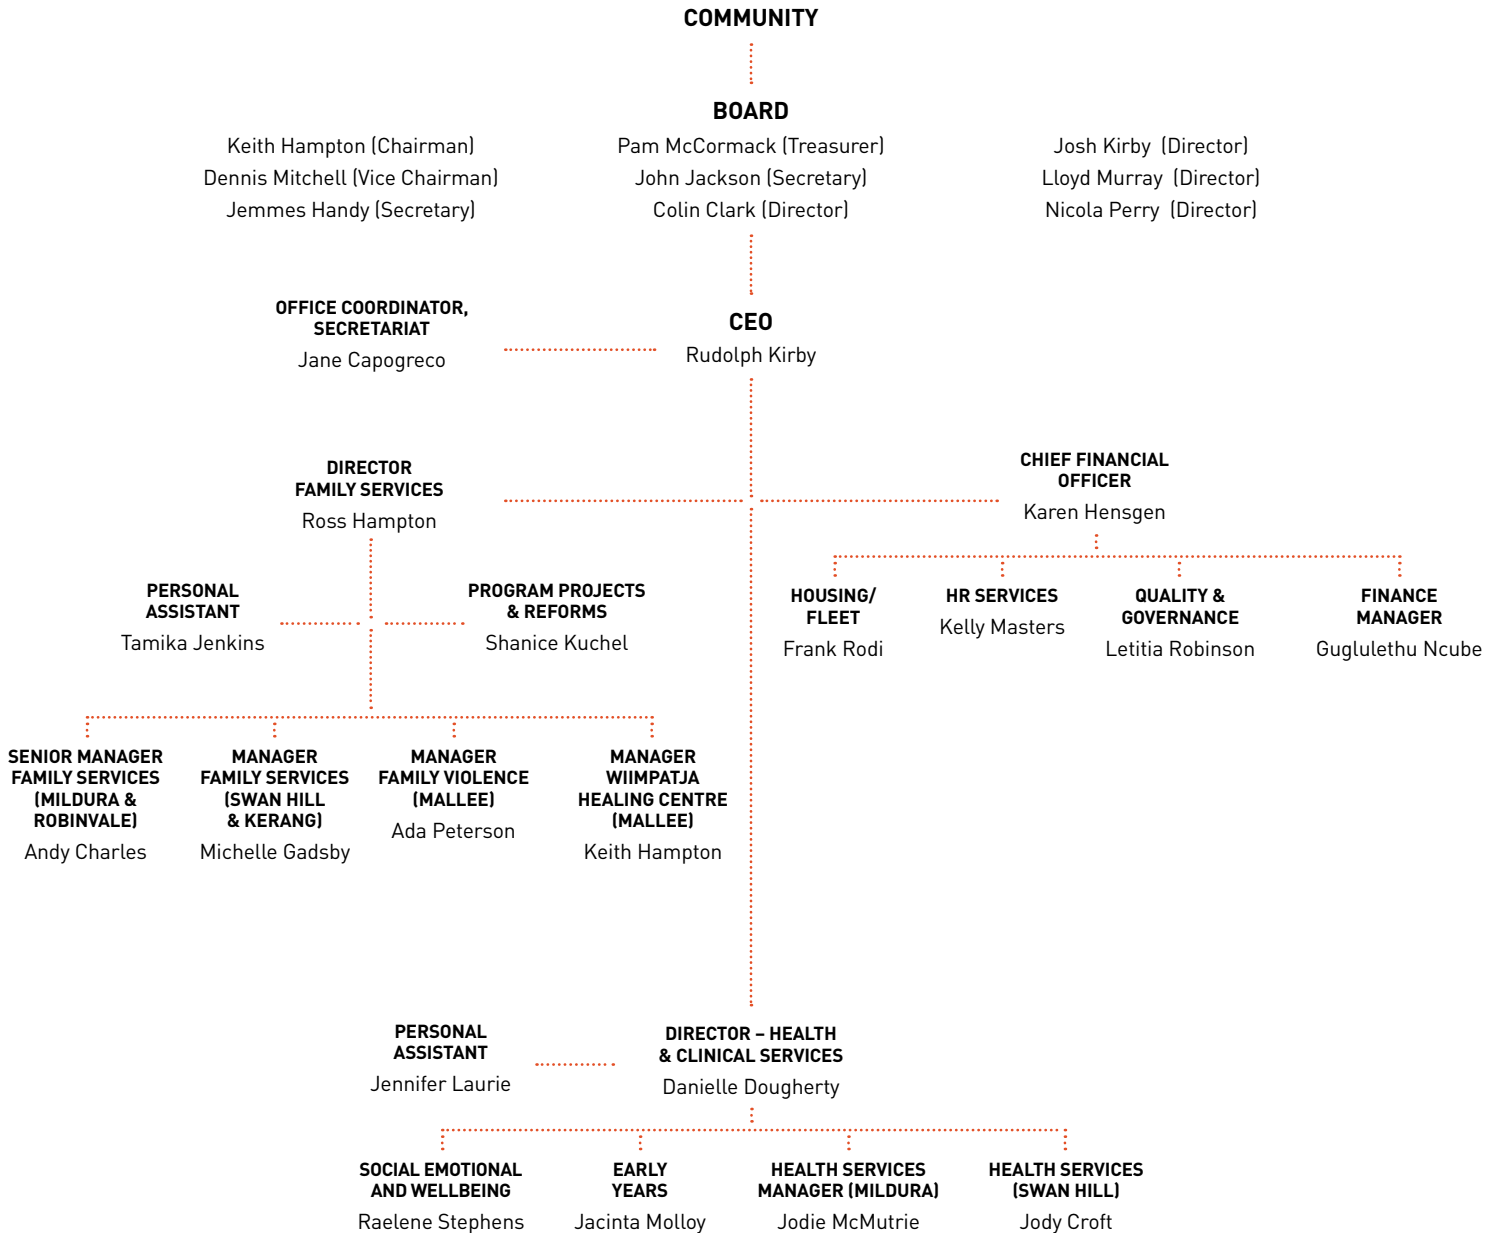 COMMUNITY
BOARD
Keith Hampton (Chairman)
Dennis Mitchell (Vice Chairman)
Jemmes Handy (Secretary)
Pam McCormack (Treasurer)
John Jackson (Secretary)
Colin Clark (Director)
Josh Kirby (Director)
Lloyd Murray (Director)
Nicola Perry (Director)
OFFICE COORDINATOR,
SECRETARIAT
Jane Capogreco
CEO
Rudolph Kirby
DIRECTOR
FAMILY SERVICES
Ross Hampton
CHIEF FINANCIAL
OFFICER
Karen Hensgen
PERSONAL
ASSISTANT
Tamika Jenkins
PROGRAM PROJECTS
& REFORMS
Shanice Kuchel
HOUSING/
FLEET
Frank Rodi
HR SERVICES
Kelly Masters
QUALITY &
GOVERNANCE
Letitia Robinson
FINANCE
MANAGER
Guglulethu Ncube
SENIOR MANAGER
FAMILY SERVICES
(MILDURA &
ROBINVALE)
Andy Charles
MANAGER
FAMILY SERVICES
(SWAN HILL
& KERANG)
Michelle Gadsby
MANAGER
FAMILY VIOLENCE
(MALLEE)
Ada Peterson
MANAGER
WIIMPATJA
HEALING CENTRE
(MALLEE)
Keith Hampton
PERSONAL
ASSISTANT
Jennifer Laurie
DIRECTOR – HEALTH
& CLINICAL SERVICES
Danielle Dougherty
SOCIAL EMOTIONAL
AND WELLBEING
Raelene Stephens
EARLY
YEARS
Jacinta Molloy
HEALTH SERVICES
MANAGER (MILDURA)
Jodie McMutrie
HEALTH SERVICES
(SWAN HILL)
Jody Croft